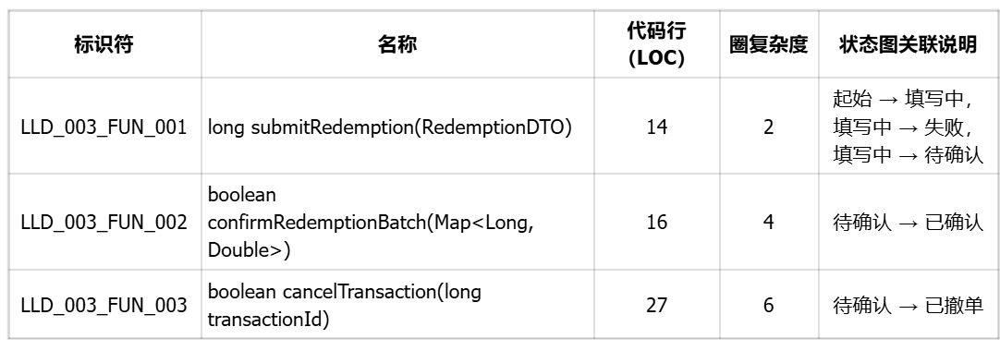 标识符
名称
代码行
(LOC)
圈复杂度
状态图关联说明
LLD_003_FUN_001
long submitRedemption(RedemptionDTO)
14
2
起始 → 填写中，
填写中 → 失败，
填写中 → 待确认
LLD_003_FUN_002
boolean
confirmRedemptionBatch(Map<Long,
Double>)
16
4
待确认 → 已确认
LLD_003_FUN_003
boolean cancelTransaction(long
transactionId)
27
6
待确认 → 已撤单